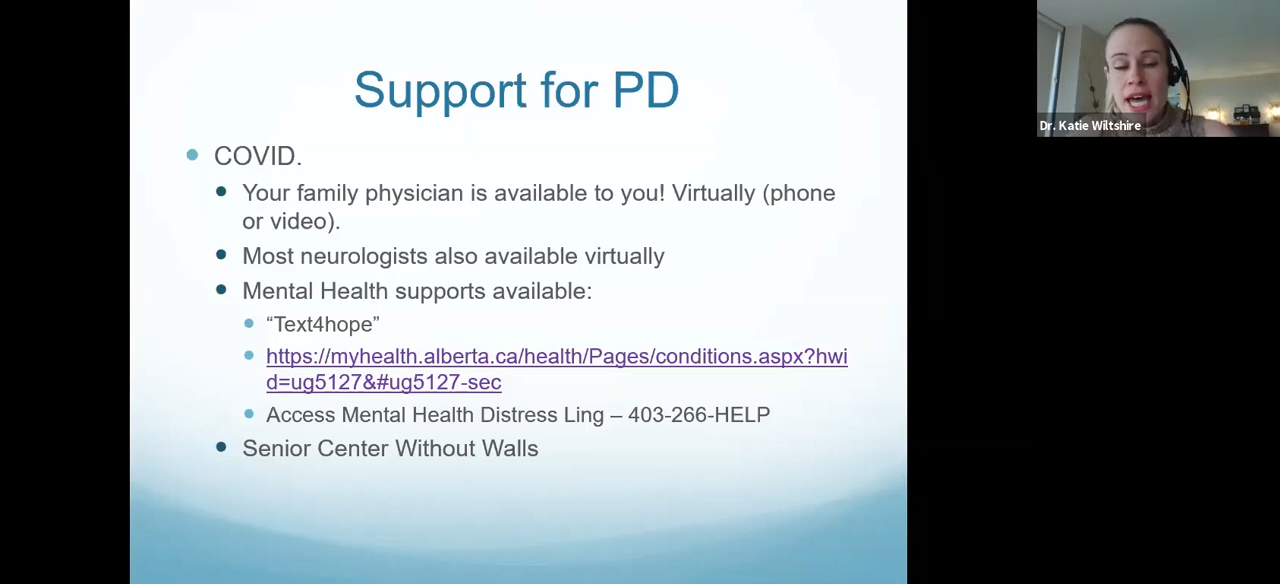 Support for PD
COVID.
Your family physician is available to you! Virtually (phone
or video).
Most neurologists also available virtually
Mental Health supports available:
“Text4hope”
https://myhealth.alberta.ca/health/Pages/conditions.aspx?hwi
d=ug5127&#ug5127-sec
Access Mental Health Distress Ling – 403-266-HELP
Senior Center Without Walls
Dr. Katie Wiltshire